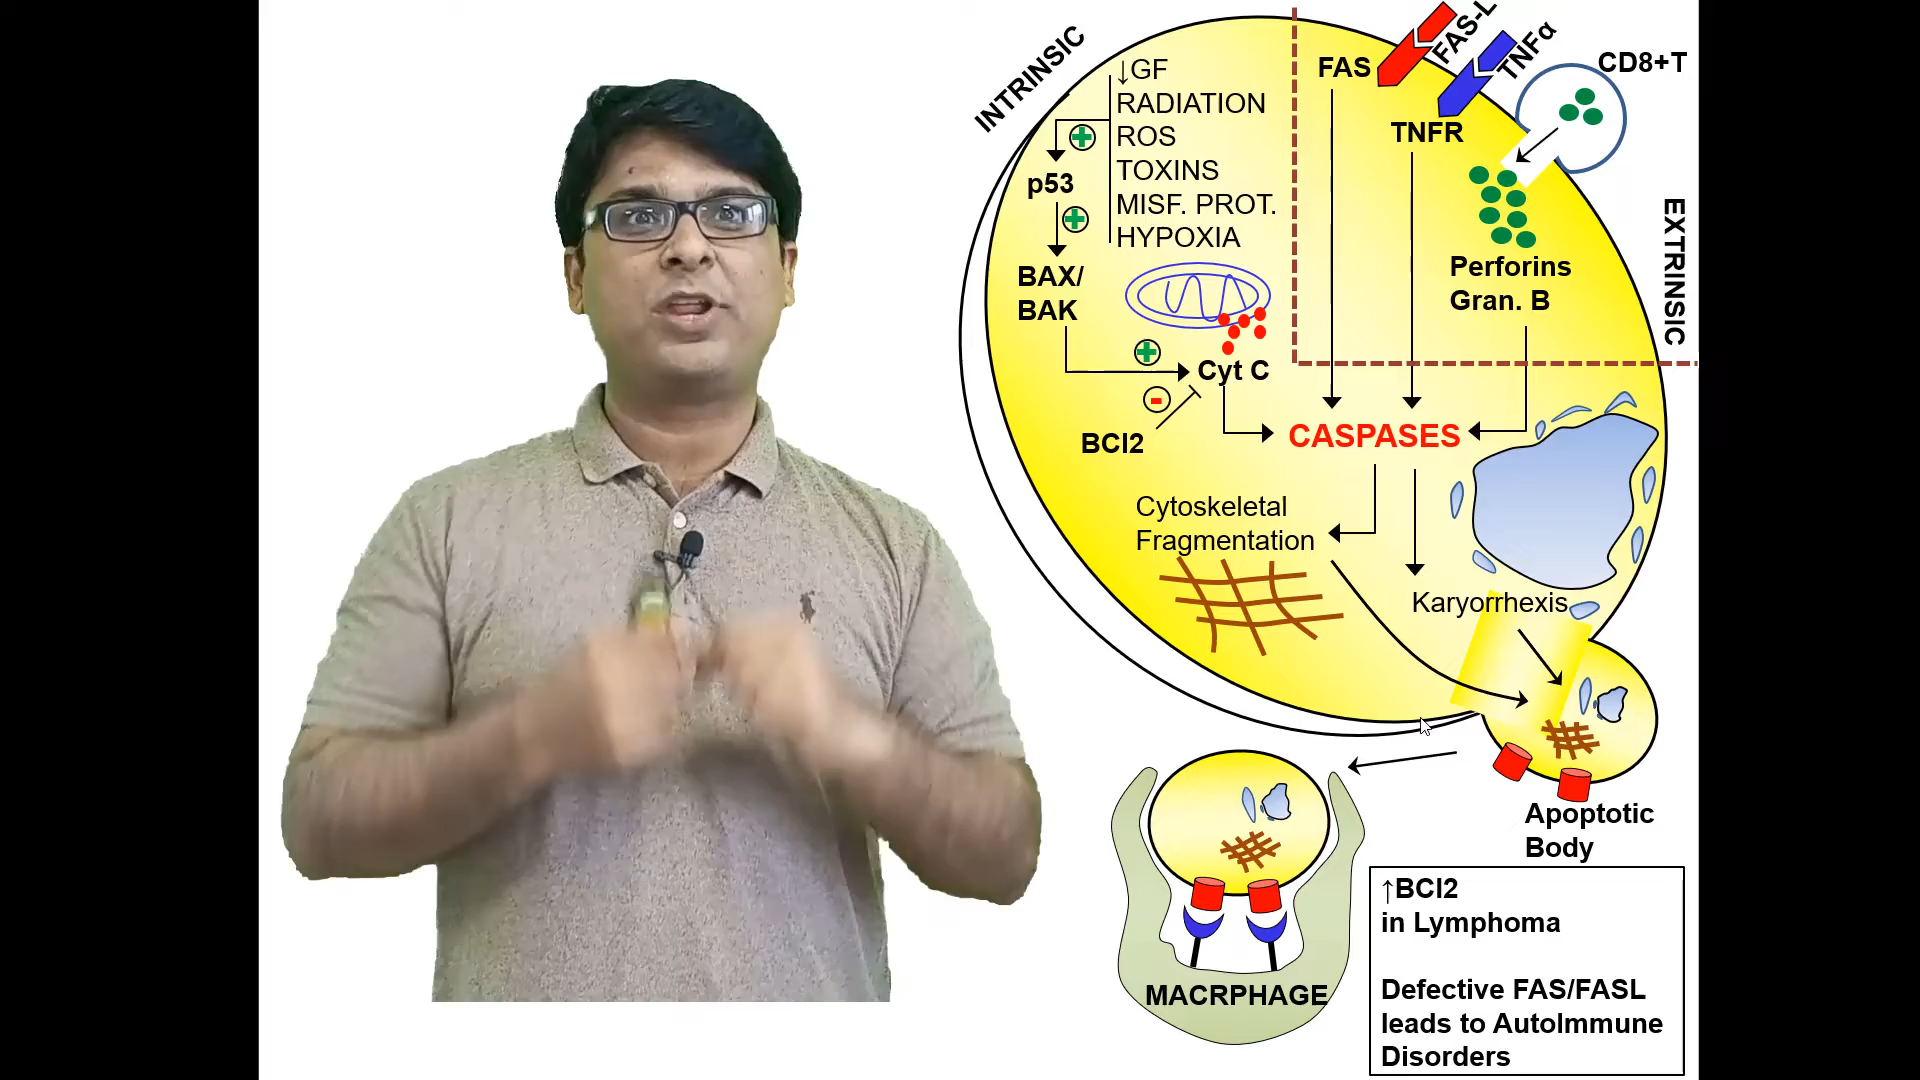 INTRINSIC
↓GF
RADIATION
ROS
TOXINS
MISF. PROT.
HYPOXIA
p53
BAX/
BAK
Cyt C
BCl2
FAS
FAS-L
TNFα
TNFR
CD8+T
EXTRINSIC
Perforins
Gran. B
CASPASES
Cytoskeletal
Fragmentation
Karyorrhexis
Apoptotic
Body
MACRPHAGE
↑BCl2
in Lymphoma
Defective FAS/FASL
leads to AutoImmune
Disorders